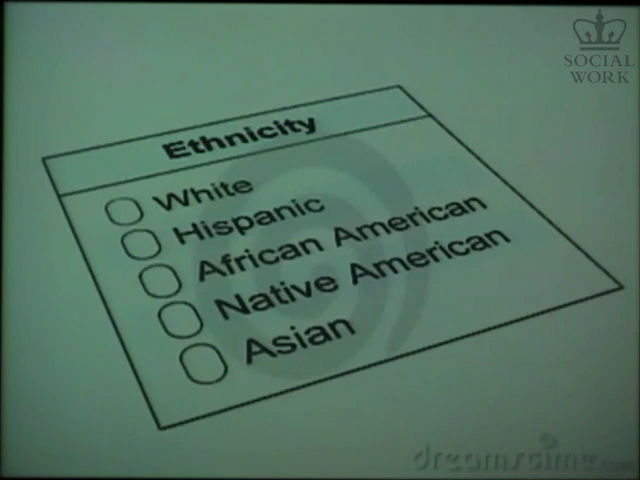 SOCIAL
WORK
Ethnicity
White
Hispanic
African American
Native American
Asian
dreamstime.com